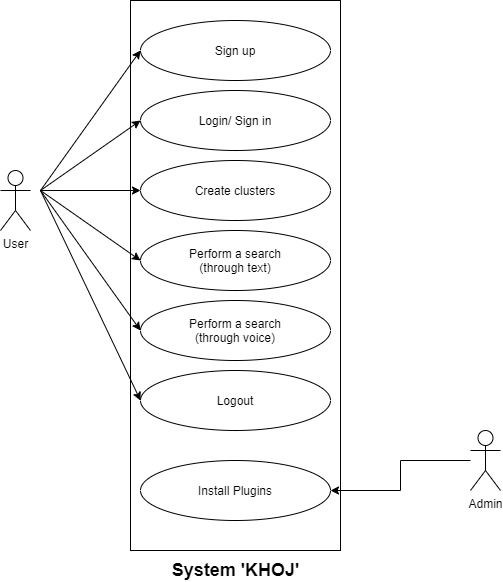 Sign up
Login/ Sign in
Create clusters
User
Perform a search
(through text)
Perform a search
(through voice)
Logout
Install Plugins
Admin
System 'KHOJ'